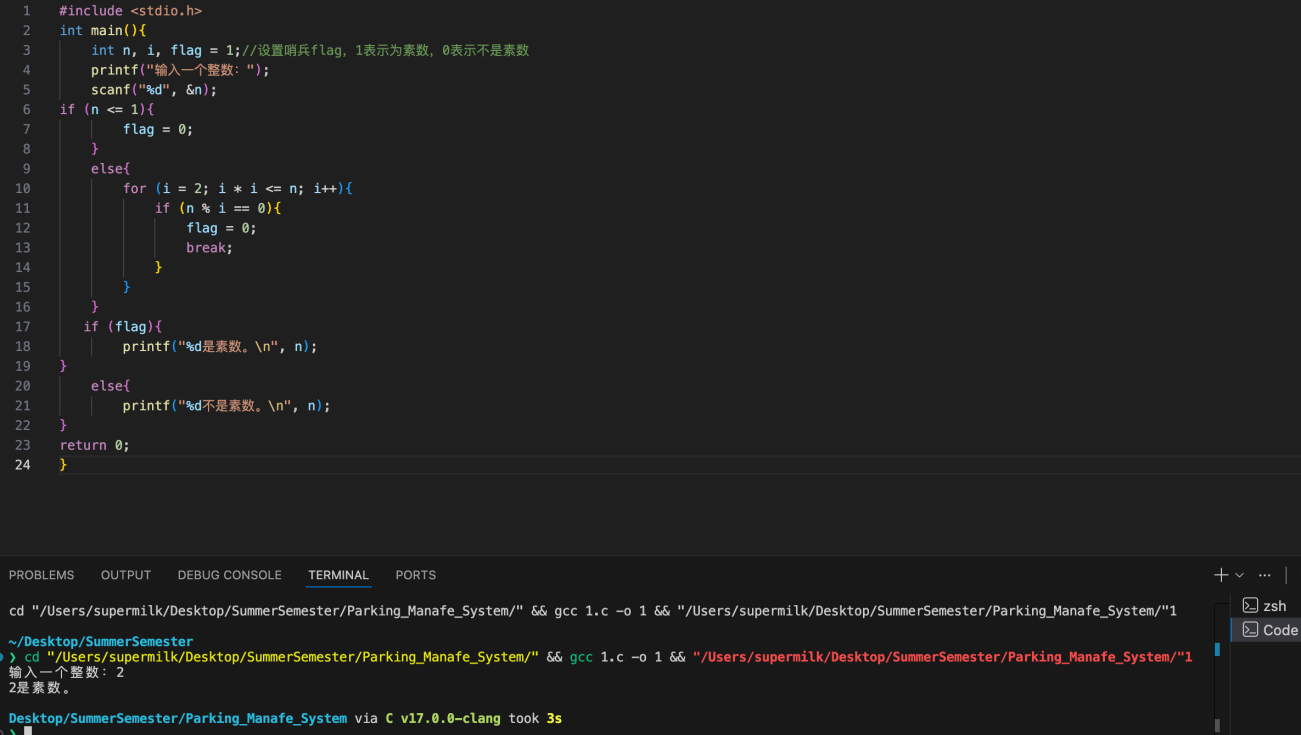 1 #include <stdio.h>
2 int main(){
3 int n, i, flag = 1;//设置哨兵flag，1表示为素数，0表示不是素数
4 printf("输入一个整数：");
5 scanf("%d", &n);
6 if (n <= 1){
7 flag = 0;
8 }
9 else{
10 for (i = 2; i * i <= n; i++){
11 if (n % i == 0){
12 flag = 0;
13 break;
14 }
15 }
16 }
17 if (flag){
18 printf("%d是素数。\n", n);
19 }
20 else{
21 printf("%d不是素数。\n", n);
22 }
23 return 0;
24 }
PROBLEMS OUTPUT DEBUG CONSOLE TERMINAL PORTS
cd "/Users/supermilk/Desktop/SummerSemester/Parking_Manafe_System/" && gcc 1.c -o 1 && "/Users/supermilk/Desktop/SummerSemester/Parking_Manafe_System/"1
zsh
Code
~/Desktop/SummerSemester
❯ cd "/Users/supermilk/Desktop/SummerSemester/Parking_Manafe_System/" && gcc 1.c -o 1 && "/Users/supermilk/Desktop/SummerSemester/Parking_Manafe_System/"1
输入一个整数：2
2是素数。
Desktop/SummerSemester/Parking_Manafe_System via C v17.0.0-clang took 3s